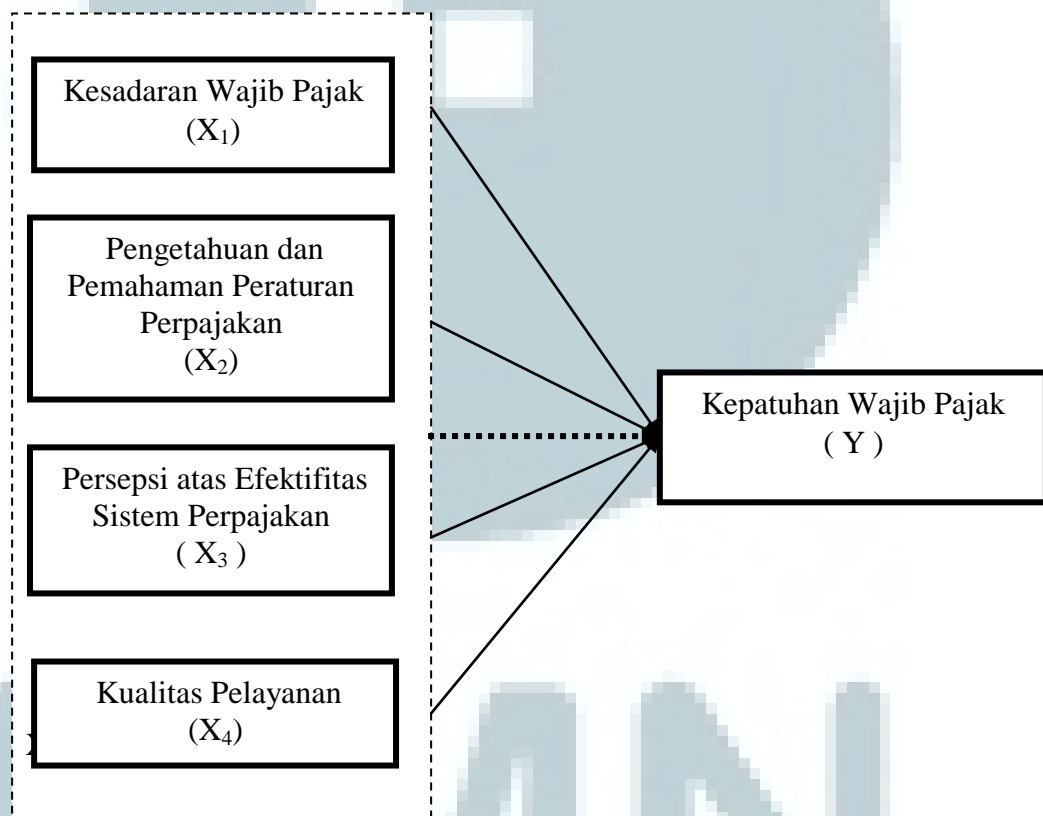 Kesadaran Wajib Pajak
(X₁)
Pengetahuan dan
Pemahaman Peraturan
Perpajakan
(X₂)
Persepsi atas Efektifitas
Sistem Perpajakan
( X₃ )
Kualitas Pelayanan
(X₄)
Kepatuhan Wajib Pajak
( Y )